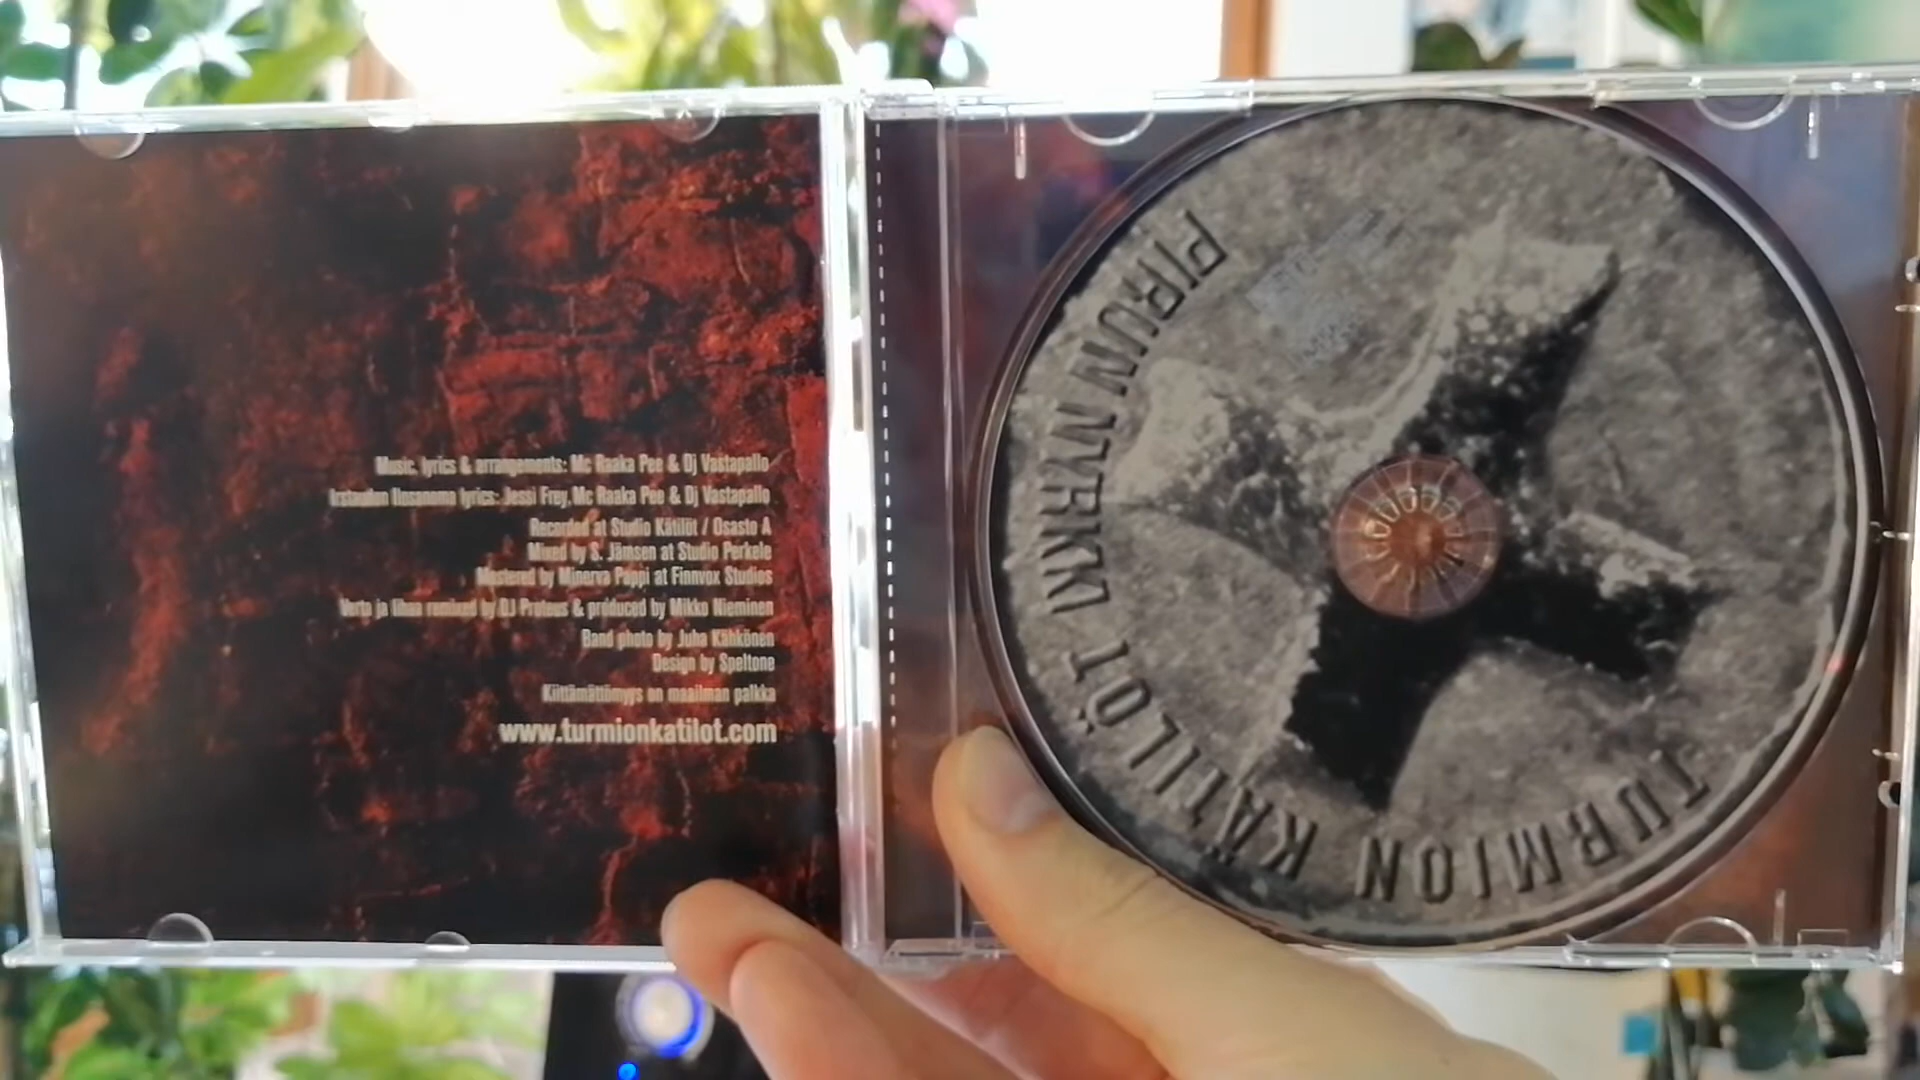 Music, lyrics & arrangements: Mc Raaka Pee & Dj Vastapallo
Irstauden ilosanoma lyrics: Jessi Frey, Mc Raaka Pee & Dj Vastapallo
Recorded at Studio Kätilöt / Osasto A
Mixed by S. Jämsen at Studio Perkele
Mastered by Minerva Pappi at Finnvox Studios
Verta ja lihaa remixed by DJ Proteus & produced by Mikko Nieminen
Band photo by Juha Kähkönen
Design by Speltone
Kiittämättömyys on maailman palkka
www.turmionkatilot.com
PIRUN NYRKKI
TURMION KÄTILÖT